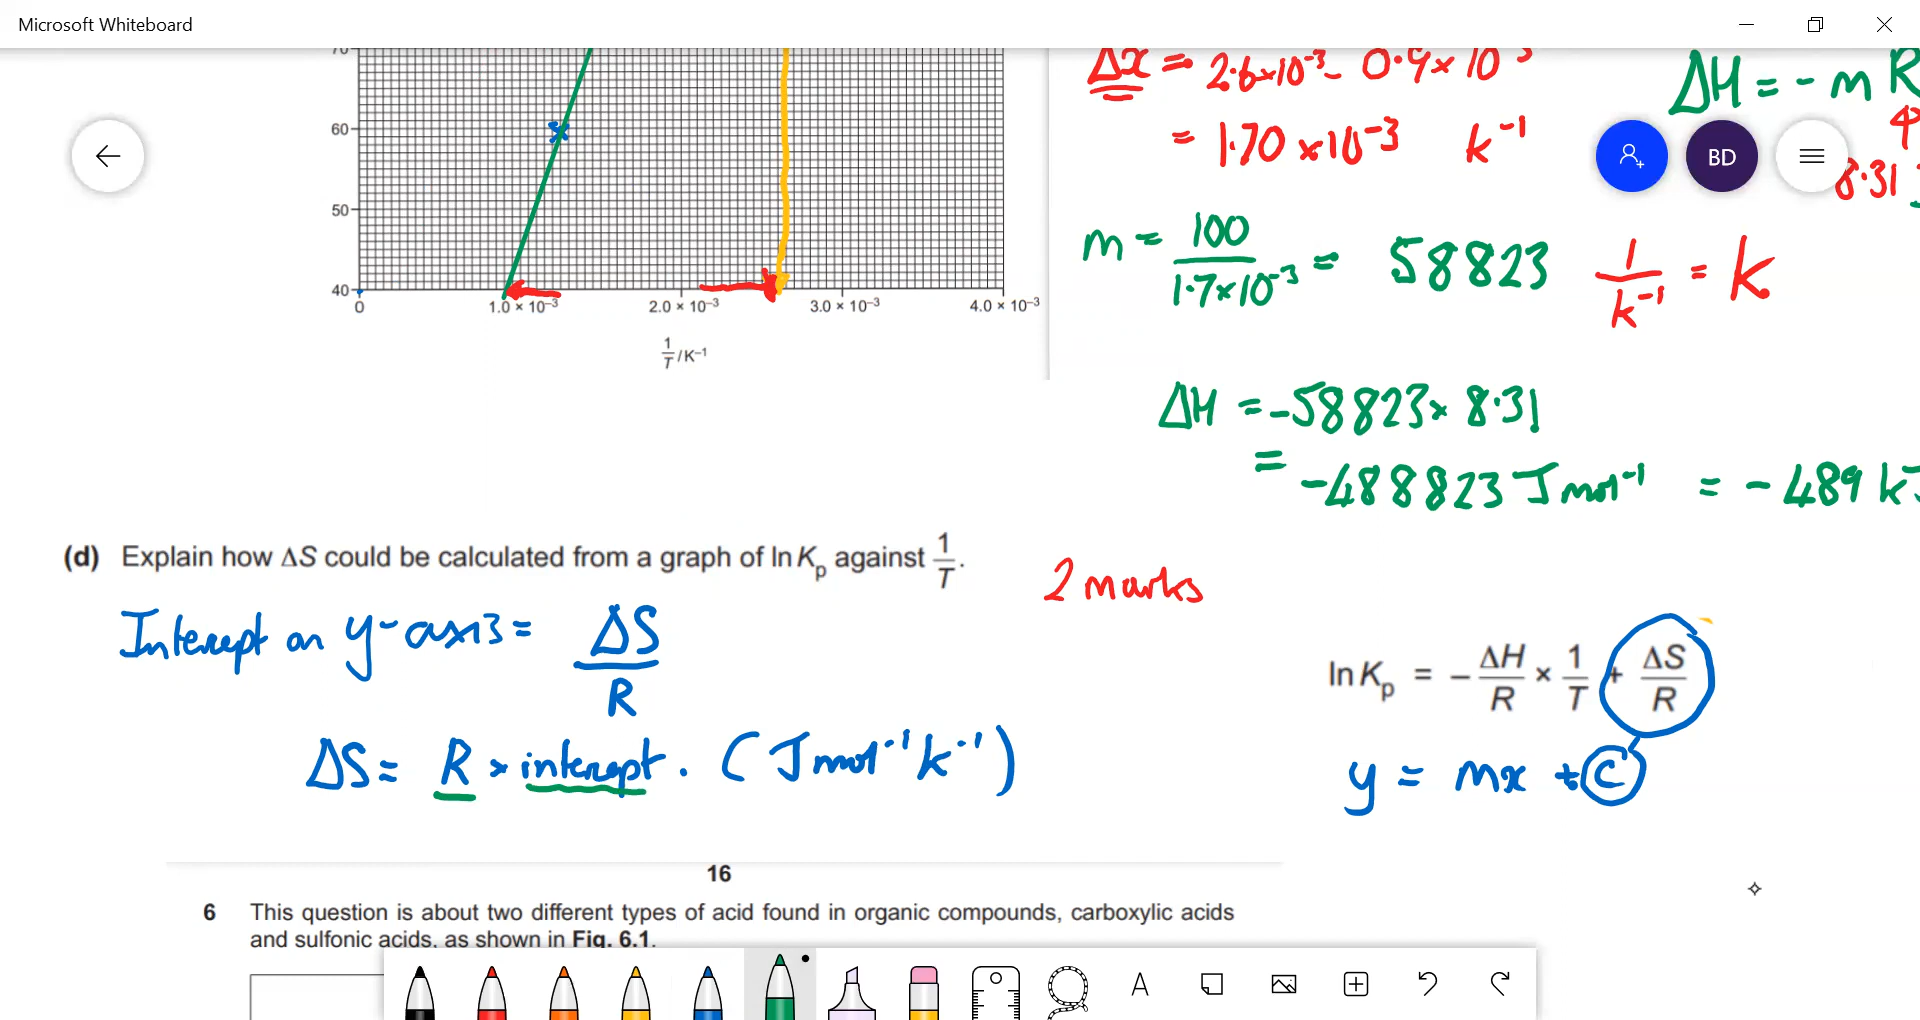 Microsoft Whiteboard
70
60
50
40
0 1.0 × 10⁻³ 2.0 × 10⁻³ 3.0 × 10⁻³ 4.0 × 10⁻³
1/T /K⁻¹
Δx = 2.6×10⁻³ - 0.9×10⁻³
= 1.70 ×10⁻³ k⁻¹
ΔH = - m R
8.31 J
BD
m = 100/1.7×10⁻³ = 58823
1/k⁻¹ = K
ΔH = -58823 × 8.31
= -488823 J mol⁻¹ = - 489 kJ
(d) Explain how ΔS could be calculated from a graph of ln Kp against 1/T.
2 marks
Intercept on y-axis = ΔS/R
ΔS = R × intercept. (J mol⁻¹ k⁻¹)
ln Kp = - ΔH/R × 1/T + ΔS/R
y = mx + c
16
6 This question is about two different types of acid found in organic compounds, carboxylic acids
and sulfonic acids, as shown in Fig. 6.1.
A